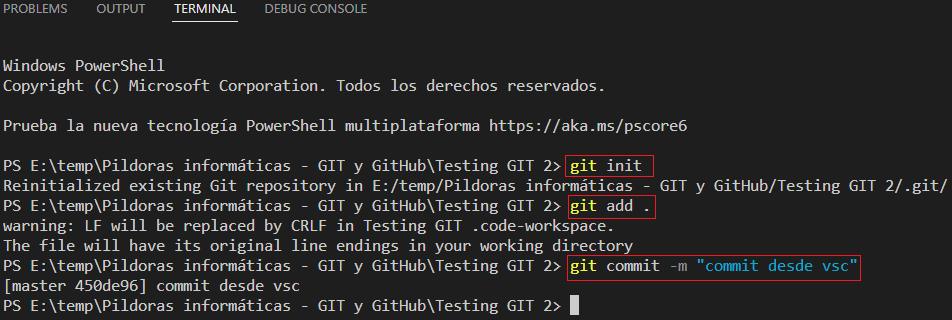 PROBLEMS OUTPUT TERMINAL DEBUG CONSOLE
Windows PowerShell
Copyright (C) Microsoft Corporation. Todos los derechos reservados.
Prueba la nueva tecnología PowerShell multiplataforma https://aka.ms/pscore6
PS E:\temp\Pildoras informáticas - GIT y GitHub\Testing GIT 2> git init
Reinitialized existing Git repository in E:/temp/Pildoras informáticas - GIT y GitHub/Testing GIT 2/.git/
PS E:\temp\Pildoras informáticas - GIT y GitHub\Testing GIT 2> git add .
warning: LF will be replaced by CRLF in Testing GIT .code-workspace.
The file will have its original line endings in your working directory
PS E:\temp\Pildoras informáticas - GIT y GitHub\Testing GIT 2> git commit -m "commit desde vsc"
[master 450de96] commit desde vsc
PS E:\temp\Pildoras informáticas - GIT y GitHub\Testing GIT 2>